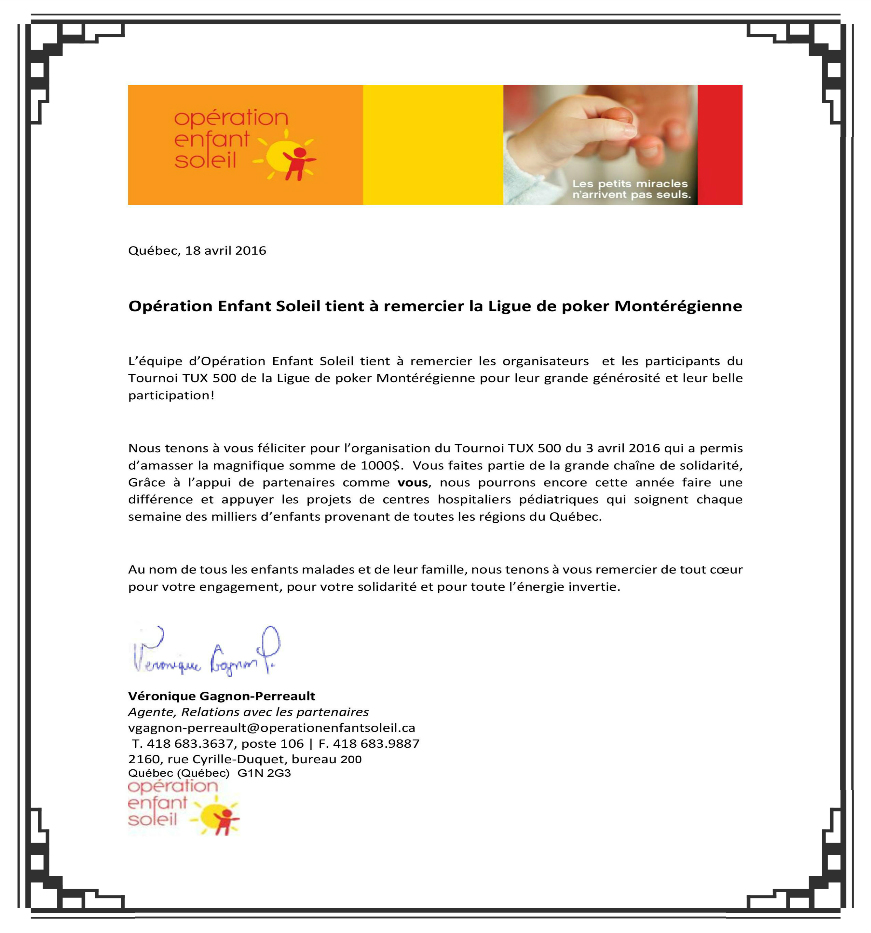 opération
enfant
soleil
Les petits miracles
n'arrivent pas seuls.
Québec, 18 avril 2016
Opération Enfant Soleil tient à remercier la Ligue de poker Montérégienne
L'équipe d'Opération Enfant Soleil tient à remercier les organisateurs et les participants du
Tournoi TUX 500 de la Ligue de poker Montérégienne pour leur grande générosité et leur belle
participation!
Nous tenons à vous féliciter pour l'organisation du Tournoi TUX 500 du 3 avril 2016 qui a permis
d'amasser la magnifique somme de 1000$. Vous faites partie de la grande chaîne de solidarité,
Grâce à l'appui de partenaires comme vous, nous pourrons encore cette année faire une
différence et appuyer les projets de centres hospitaliers pédiatriques qui soignent chaque
semaine des milliers d'enfants provenant de toutes les régions du Québec.
Au nom de tous les enfants malades et de leur famille, nous tenons à vous remercier de tout cœur
pour votre engagement, pour votre solidarité et pour toute l'énergie invertie.
Véronique Gagnon P.
Véronique Gagnon-Perreault
Agente, Relations avec les partenaires
vgagnon-perreault@operationenfantsoleil.ca
T. 418 683.3637, poste 106 | F. 418 683.9887
2160, rue Cyrille-Duquet, bureau 200
Québec (Québec) G1N 2G3
opération
enfant
soleil